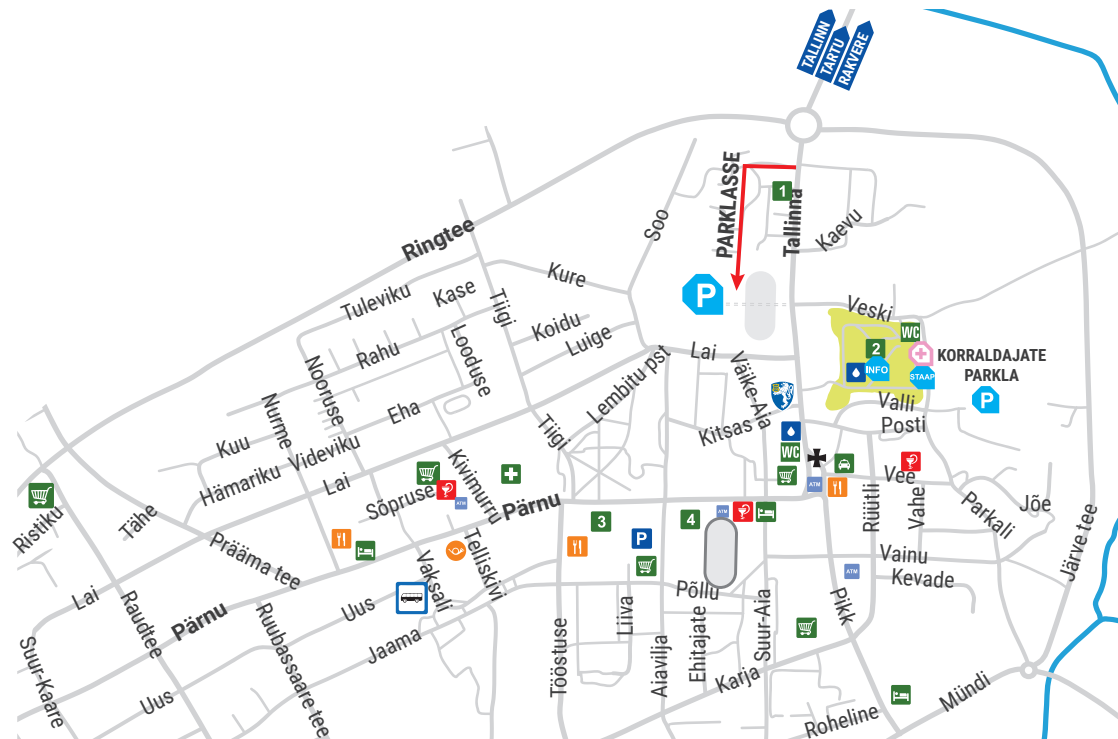 TALLINN
TARTU
RAKVERE
PARKLASSE
1
Tallinna
Kaevu
Soo
Ringtee
Kure
P
Veski
WC
2
KORRALDAJATE
PARKLA
INFO
STAAP
P
Valli
Posti
Tuleviku
Kase
Tiigi
Koidu
Luige
Looduse
Rahu
Nooruse
Lai
Väike-Aia
Lembitu pst
Kitsas
WC
Eha
Nurme
Kuu
Videviku
Hämariku
Lai
Tiigi
Kivimurru
Sõpruse
ATM
Pärnu
ATM
Vee
Rüütli
Vahe
Parkali
Jõe
Järve tee
Ristiku
Tähe
Prääma tee
3
P
4
ATM
Telliskivi
Vaksali
Vainu
Kevade
ATM
Põllu
Pikk
Lai
Raudtee
Pärnu
Uus
Ruubassaare tee
Jaama
Tööstuse
Liiva
Aiavilja
Ehitajate
Suur-Aia
Karja
Suur-Kaare
Uus
Roheline
Mündi